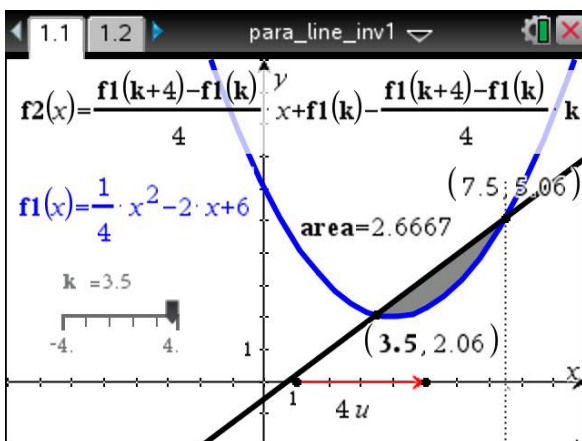 1.1 1.2 para_line_inv1
y
f2(x)=f1(k+4)−f1(k)/4 ·x+f1(k)−f1(k+4)−f1(k)/4 ·k
(7.5, 5.06)
f1(x)=1/4·x²−2·x+6
area=2.6667
k =3.5
-4. 4.
(3.5, 2.06)
1
x
1
4 u